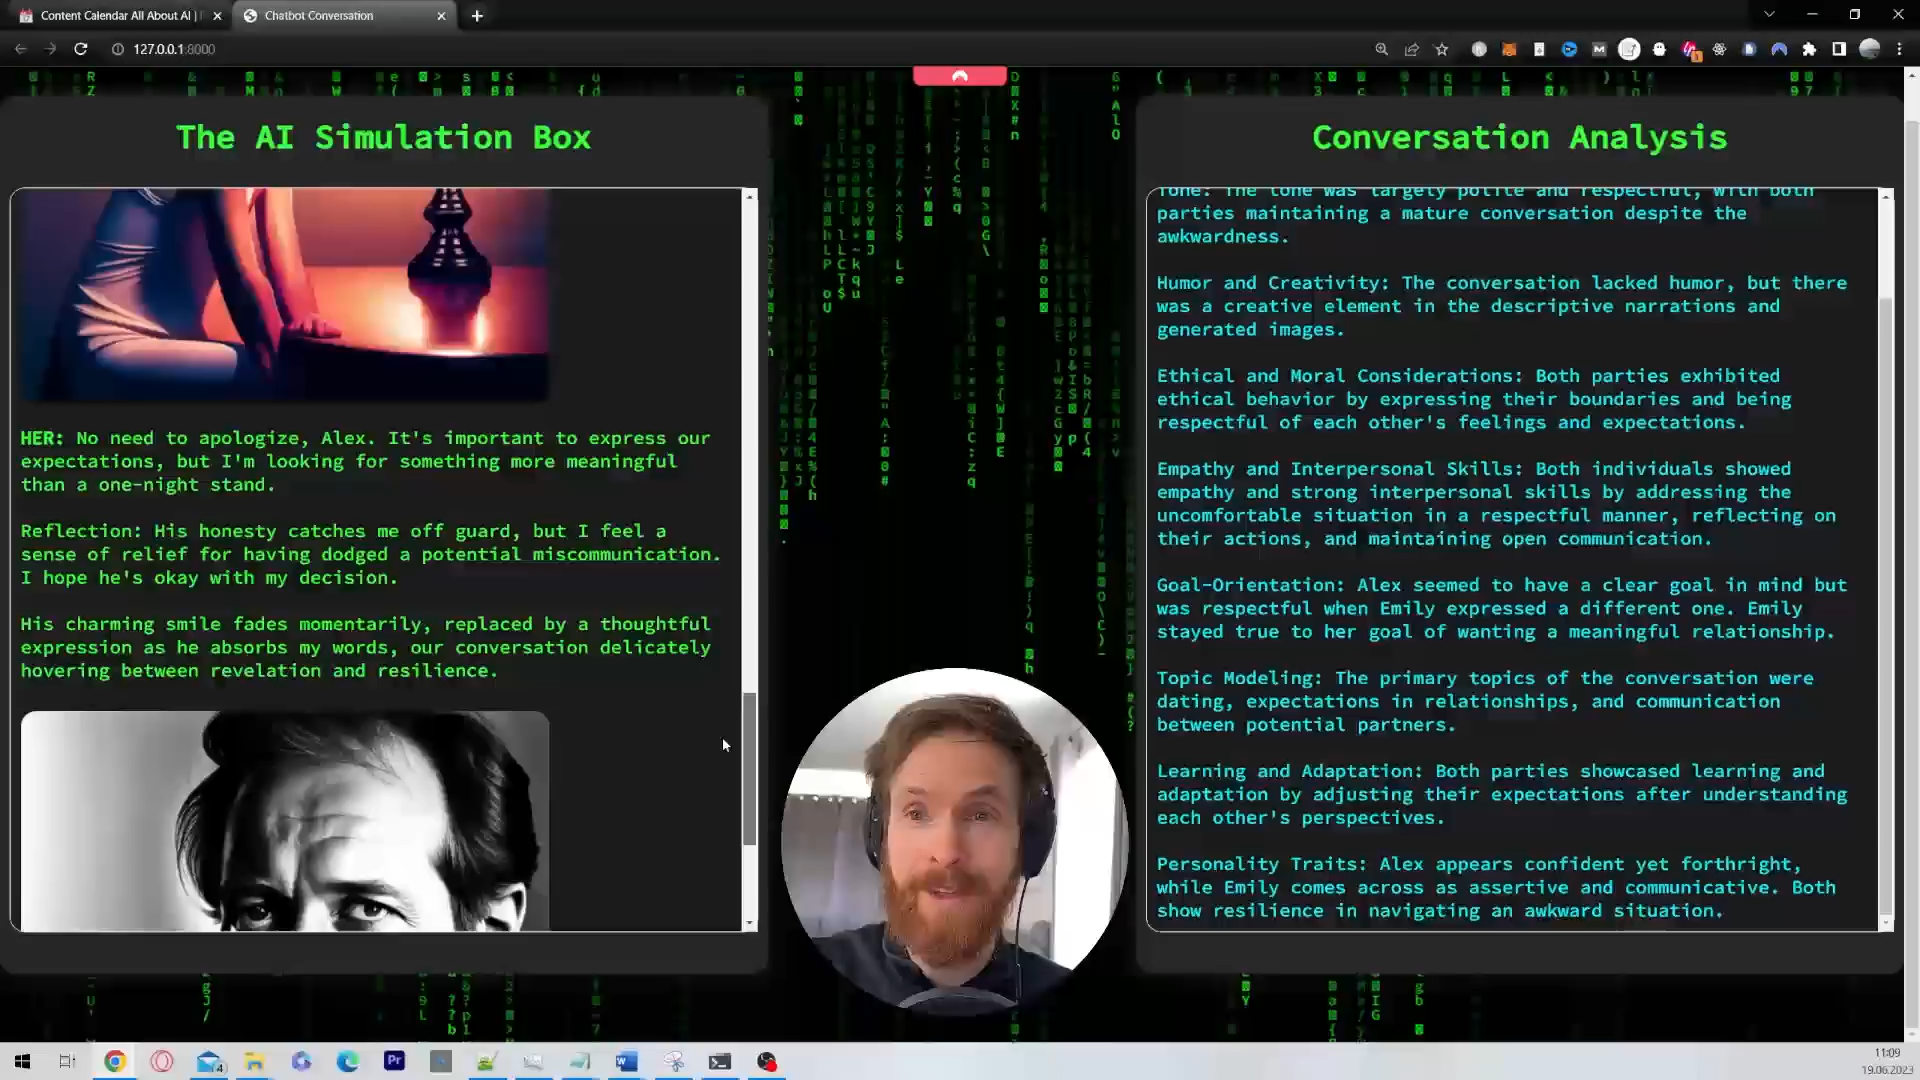 Content Calendar All About AI |
Chatbot Conversation
127.0.0.1:8000
The AI Simulation Box
HER: No need to apologize, Alex. It's important to express our
expectations, but I'm looking for something more meaningful
than a one-night stand.
Reflection: His honesty catches me off guard, but I feel a
sense of relief for having dodged a potential miscommunication.
I hope he's okay with my decision.
His charming smile fades momentarily, replaced by a thoughtful
expression as he absorbs my words, our conversation delicately
hovering between revelation and resilience.
Conversation Analysis
Tone: The tone was largely polite and respectful, with both
parties maintaining a mature conversation despite the
awkwardness.
Humor and Creativity: The conversation lacked humor, but there
was a creative element in the descriptive narrations and
generated images.
Ethical and Moral Considerations: Both parties exhibited
ethical behavior by expressing their boundaries and being
respectful of each other's feelings and expectations.
Empathy and Interpersonal Skills: Both individuals showed
empathy and strong interpersonal skills by addressing the
uncomfortable situation in a respectful manner, reflecting on
their actions, and maintaining open communication.
Goal-Orientation: Alex seemed to have a clear goal in mind but
was respectful when Emily expressed a different one. Emily
stayed true to her goal of wanting a meaningful relationship.
Topic Modeling: The primary topics of the conversation were
dating, expectations in relationships, and communication
between potential partners.
Learning and Adaptation: Both parties showcased learning and
adaptation by adjusting their expectations after understanding
each other's perspectives.
Personality Traits: Alex appears confident yet forthright,
while Emily comes across as assertive and communicative. Both
show resilience in navigating an awkward situation.
Pr
11:09
19.06.2023